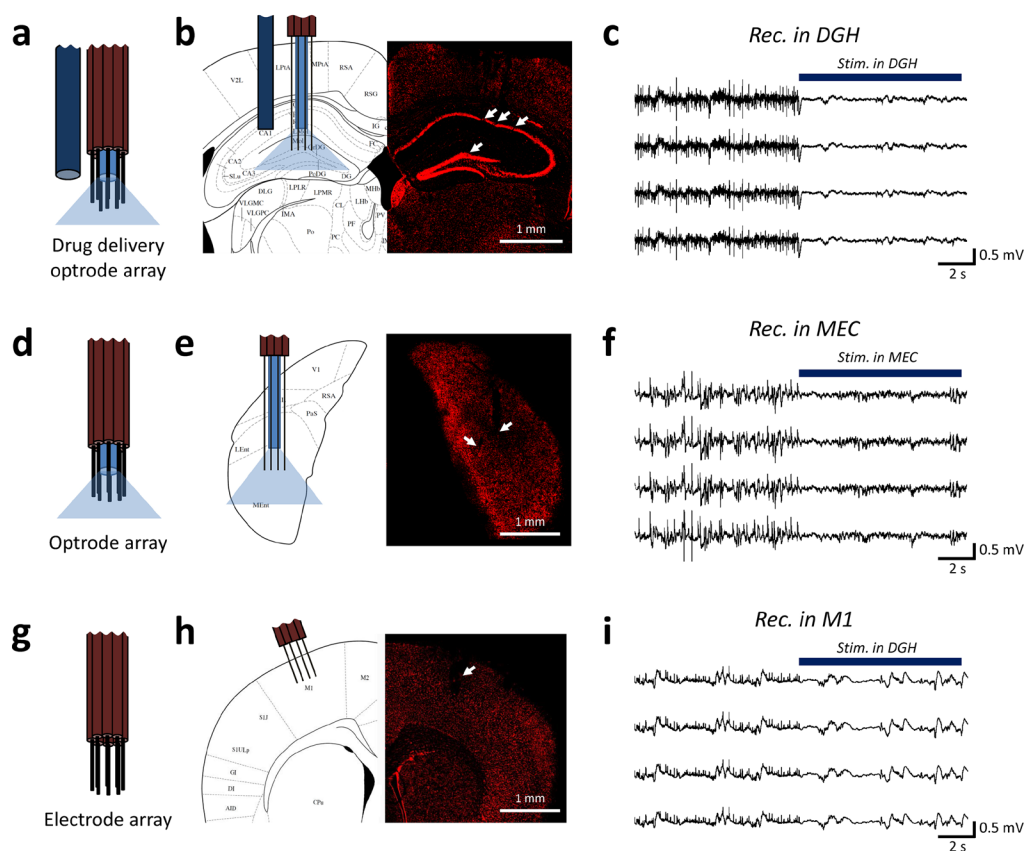 a
b
c
Rec. in DGH
Stim. in DGH
V2L
LPtA
MPtA
RSA
RSG
IG
FC
CA1
CA2
SLu
CA3
PoDG
DG
DLG
LPLR
LPMR
MHb
VLGMC
VLGPC
IMA
Po
CL
LHb
PF
PV
PC
1 mm
0.5 mV
2 s
Drug delivery
optrode array
d
e
f
Rec. in MEC
Stim. in MEC
V1
RSA
PaS
LEnt
MEnt
1 mm
0.5 mV
2 s
Optrode array
g
h
i
Rec. in M1
Stim. in DGH
M1
M2
S1J
S1ULp
GI
DI
AID
CPu
1 mm
0.5 mV
2 s
Electrode array